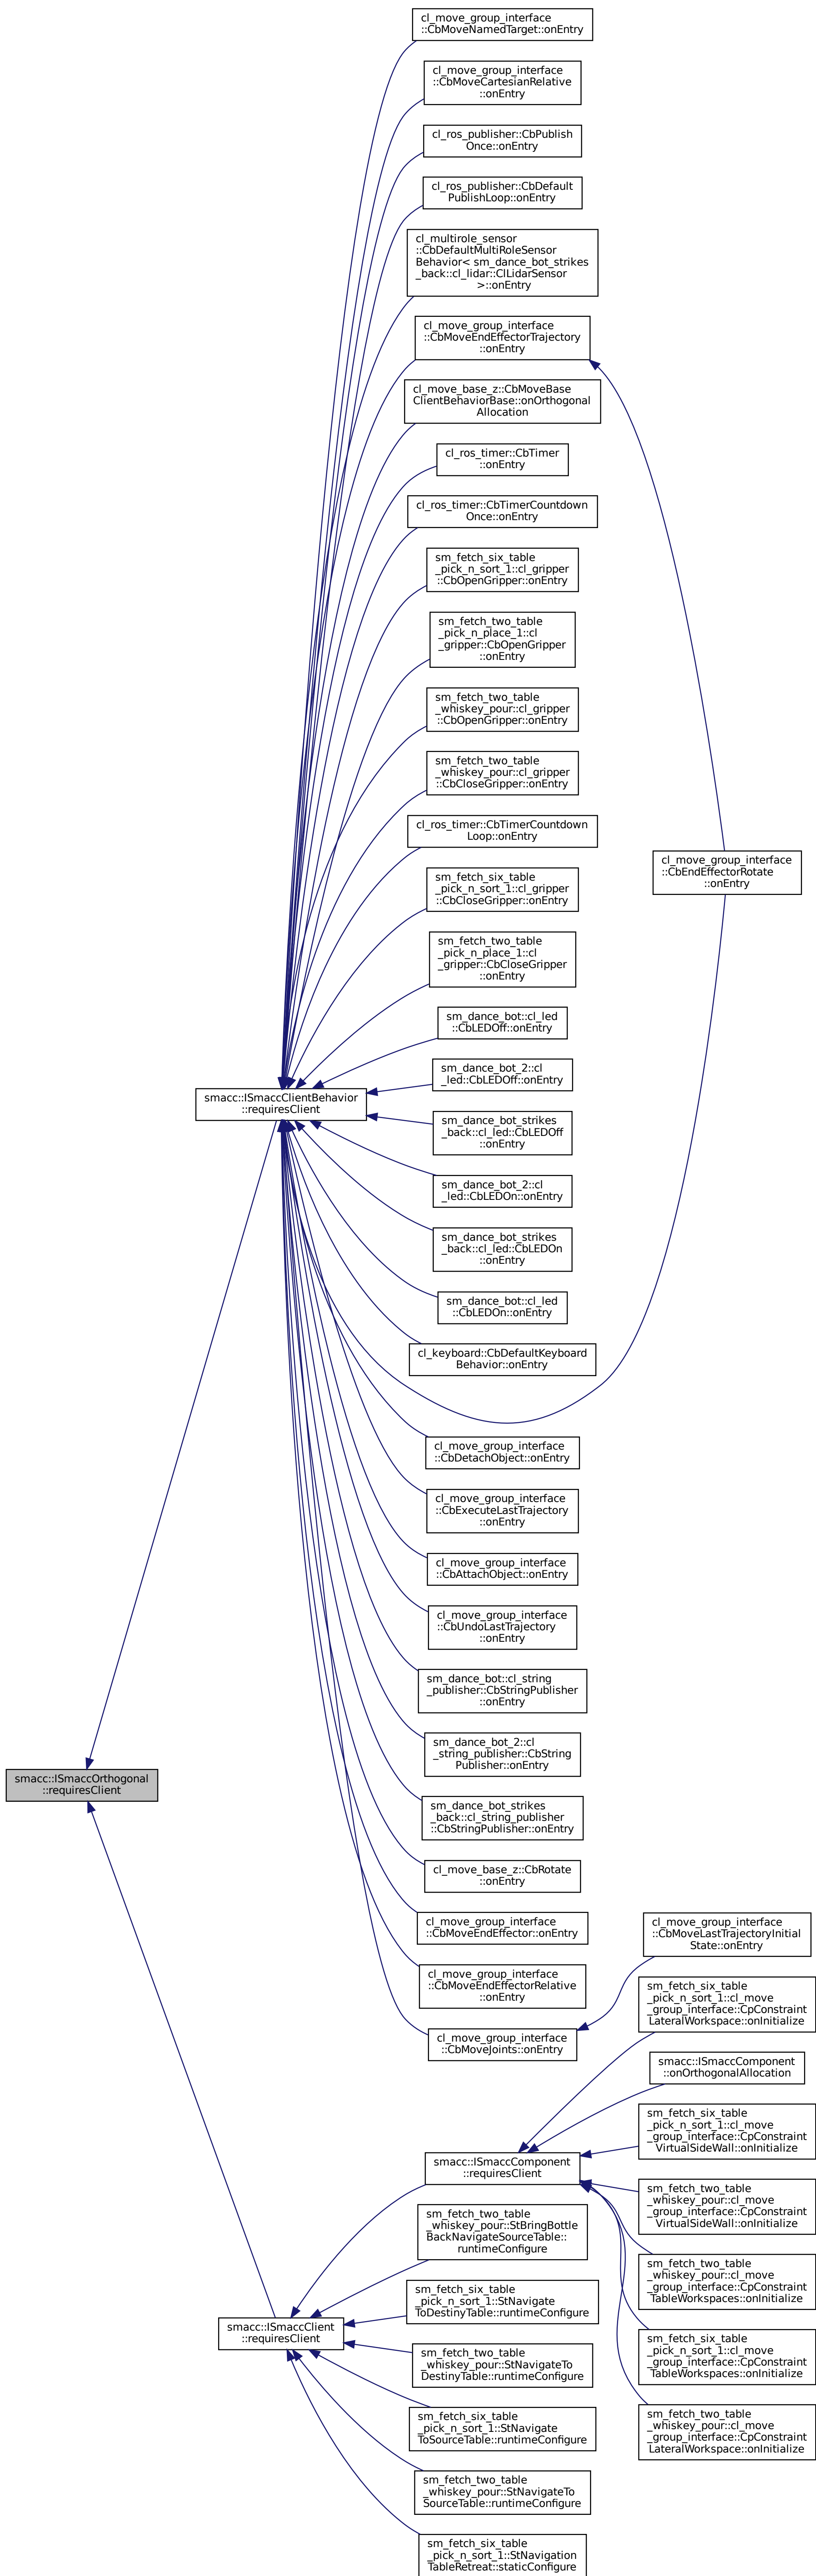 cl_move_group_interface
::CbMoveNamedTarget::onEntry
cl_move_group_interface
::CbMoveCartesianRelative
::onEntry
cl_ros_publisher::CbPublish
Once::onEntry
cl_ros_publisher::CbDefault
PublishLoop::onEntry
cl_multirole_sensor
::CbDefaultMultiRoleSensor
Behavior< sm_dance_bot_strikes
_back::cl_lidar::ClLidarSensor
>::onEntry
cl_move_group_interface
::CbMoveEndEffectorTrajectory
::onEntry
cl_move_base_z::CbMoveBase
ClientBehaviorBase::onOrthogonal
Allocation
cl_ros_timer::CbTimer
::onEntry
cl_ros_timer::CbTimerCountdown
Once::onEntry
sm_fetch_six_table
_pick_n_sort_1::cl_gripper
::CbOpenGripper::onEntry
sm_fetch_two_table
_pick_n_place_1::cl
_gripper::CbOpenGripper
::onEntry
sm_fetch_two_table
_whiskey_pour::cl_gripper
::CbOpenGripper::onEntry
sm_fetch_two_table
_whiskey_pour::cl_gripper
::CbCloseGripper::onEntry
cl_ros_timer::CbTimerCountdown
Loop::onEntry
cl_move_group_interface
::CbEndEffectorRotate
::onEntry
sm_fetch_six_table
_pick_n_sort_1::cl_gripper
::CbCloseGripper::onEntry
sm_fetch_two_table
_pick_n_place_1::cl
_gripper::CbCloseGripper
::onEntry
sm_dance_bot::cl_led
::CbLEDOff::onEntry
sm_dance_bot_2::cl
_led::CbLEDOff::onEntry
smacc::ISmaccClientBehavior
::requiresClient
sm_dance_bot_strikes
_back::cl_led::CbLEDOff
::onEntry
sm_dance_bot_2::cl
_led::CbLEDOn::onEntry
sm_dance_bot_strikes
_back::cl_led::CbLEDOn
::onEntry
sm_dance_bot::cl_led
::CbLEDOn::onEntry
cl_keyboard::CbDefaultKeyboard
Behavior::onEntry
cl_move_group_interface
::CbDetachObject::onEntry
cl_move_group_interface
::CbExecuteLastTrajectory
::onEntry
cl_move_group_interface
::CbAttachObject::onEntry
cl_move_group_interface
::CbUndoLastTrajectory
::onEntry
sm_dance_bot::cl_string
_publisher::CbStringPublisher
::onEntry
sm_dance_bot_2::cl
_string_publisher::CbString
Publisher::onEntry
smacc::ISmaccOrthogonal
::requiresClient
sm_dance_bot_strikes
_back::cl_string_publisher
::CbStringPublisher::onEntry
cl_move_base_z::CbRotate
::onEntry
cl_move_group_interface
::CbMoveEndEffector::onEntry
cl_move_group_interface
::CbMoveLastTrajectoryInitial
State::onEntry
cl_move_group_interface
::CbMoveEndEffectorRelative
::onEntry
sm_fetch_six_table
_pick_n_sort_1::cl_move
_group_interface::CpConstraint
LateralWorkspace::onInitialize
cl_move_group_interface
::CbMoveJoints::onEntry
smacc::ISmaccComponent
::onOrthogonalAllocation
sm_fetch_six_table
_pick_n_sort_1::cl_move
_group_interface::CpConstraint
VirtualSideWall::onInitialize
smacc::ISmaccComponent
::requiresClient
sm_fetch_two_table
_whiskey_pour::cl_move
_group_interface::CpConstraint
VirtualSideWall::onInitialize
sm_fetch_two_table
_whiskey_pour::StBringBottle
BackNavigateSourceTable::
runtimeConfigure
sm_fetch_two_table
_whiskey_pour::cl_move
_group_interface::CpConstraint
TableWorkspaces::onInitialize
sm_fetch_six_table
_pick_n_sort_1::StNavigate
ToDestinyTable::runtimeConfigure
smacc::ISmaccClient
::requiresClient
sm_fetch_six_table
_pick_n_sort_1::cl_move
_group_interface::CpConstraint
TableWorkspaces::onInitialize
sm_fetch_two_table
_whiskey_pour::StNavigateTo
DestinyTable::runtimeConfigure
sm_fetch_two_table
_whiskey_pour::cl_move
_group_interface::CpConstraint
LateralWorkspace::onInitialize
sm_fetch_six_table
_pick_n_sort_1::StNavigate
ToSourceTable::runtimeConfigure
sm_fetch_two_table
_whiskey_pour::StNavigateTo
SourceTable::runtimeConfigure
sm_fetch_six_table
_pick_n_sort_1::StNavigation
TableRetreat::staticConfigure